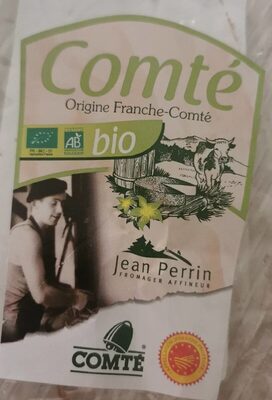 Comté
Origine Franche-Comté
AB
bio
Jean Perrin
FROMAGER AFFINEUR
COMTÉ